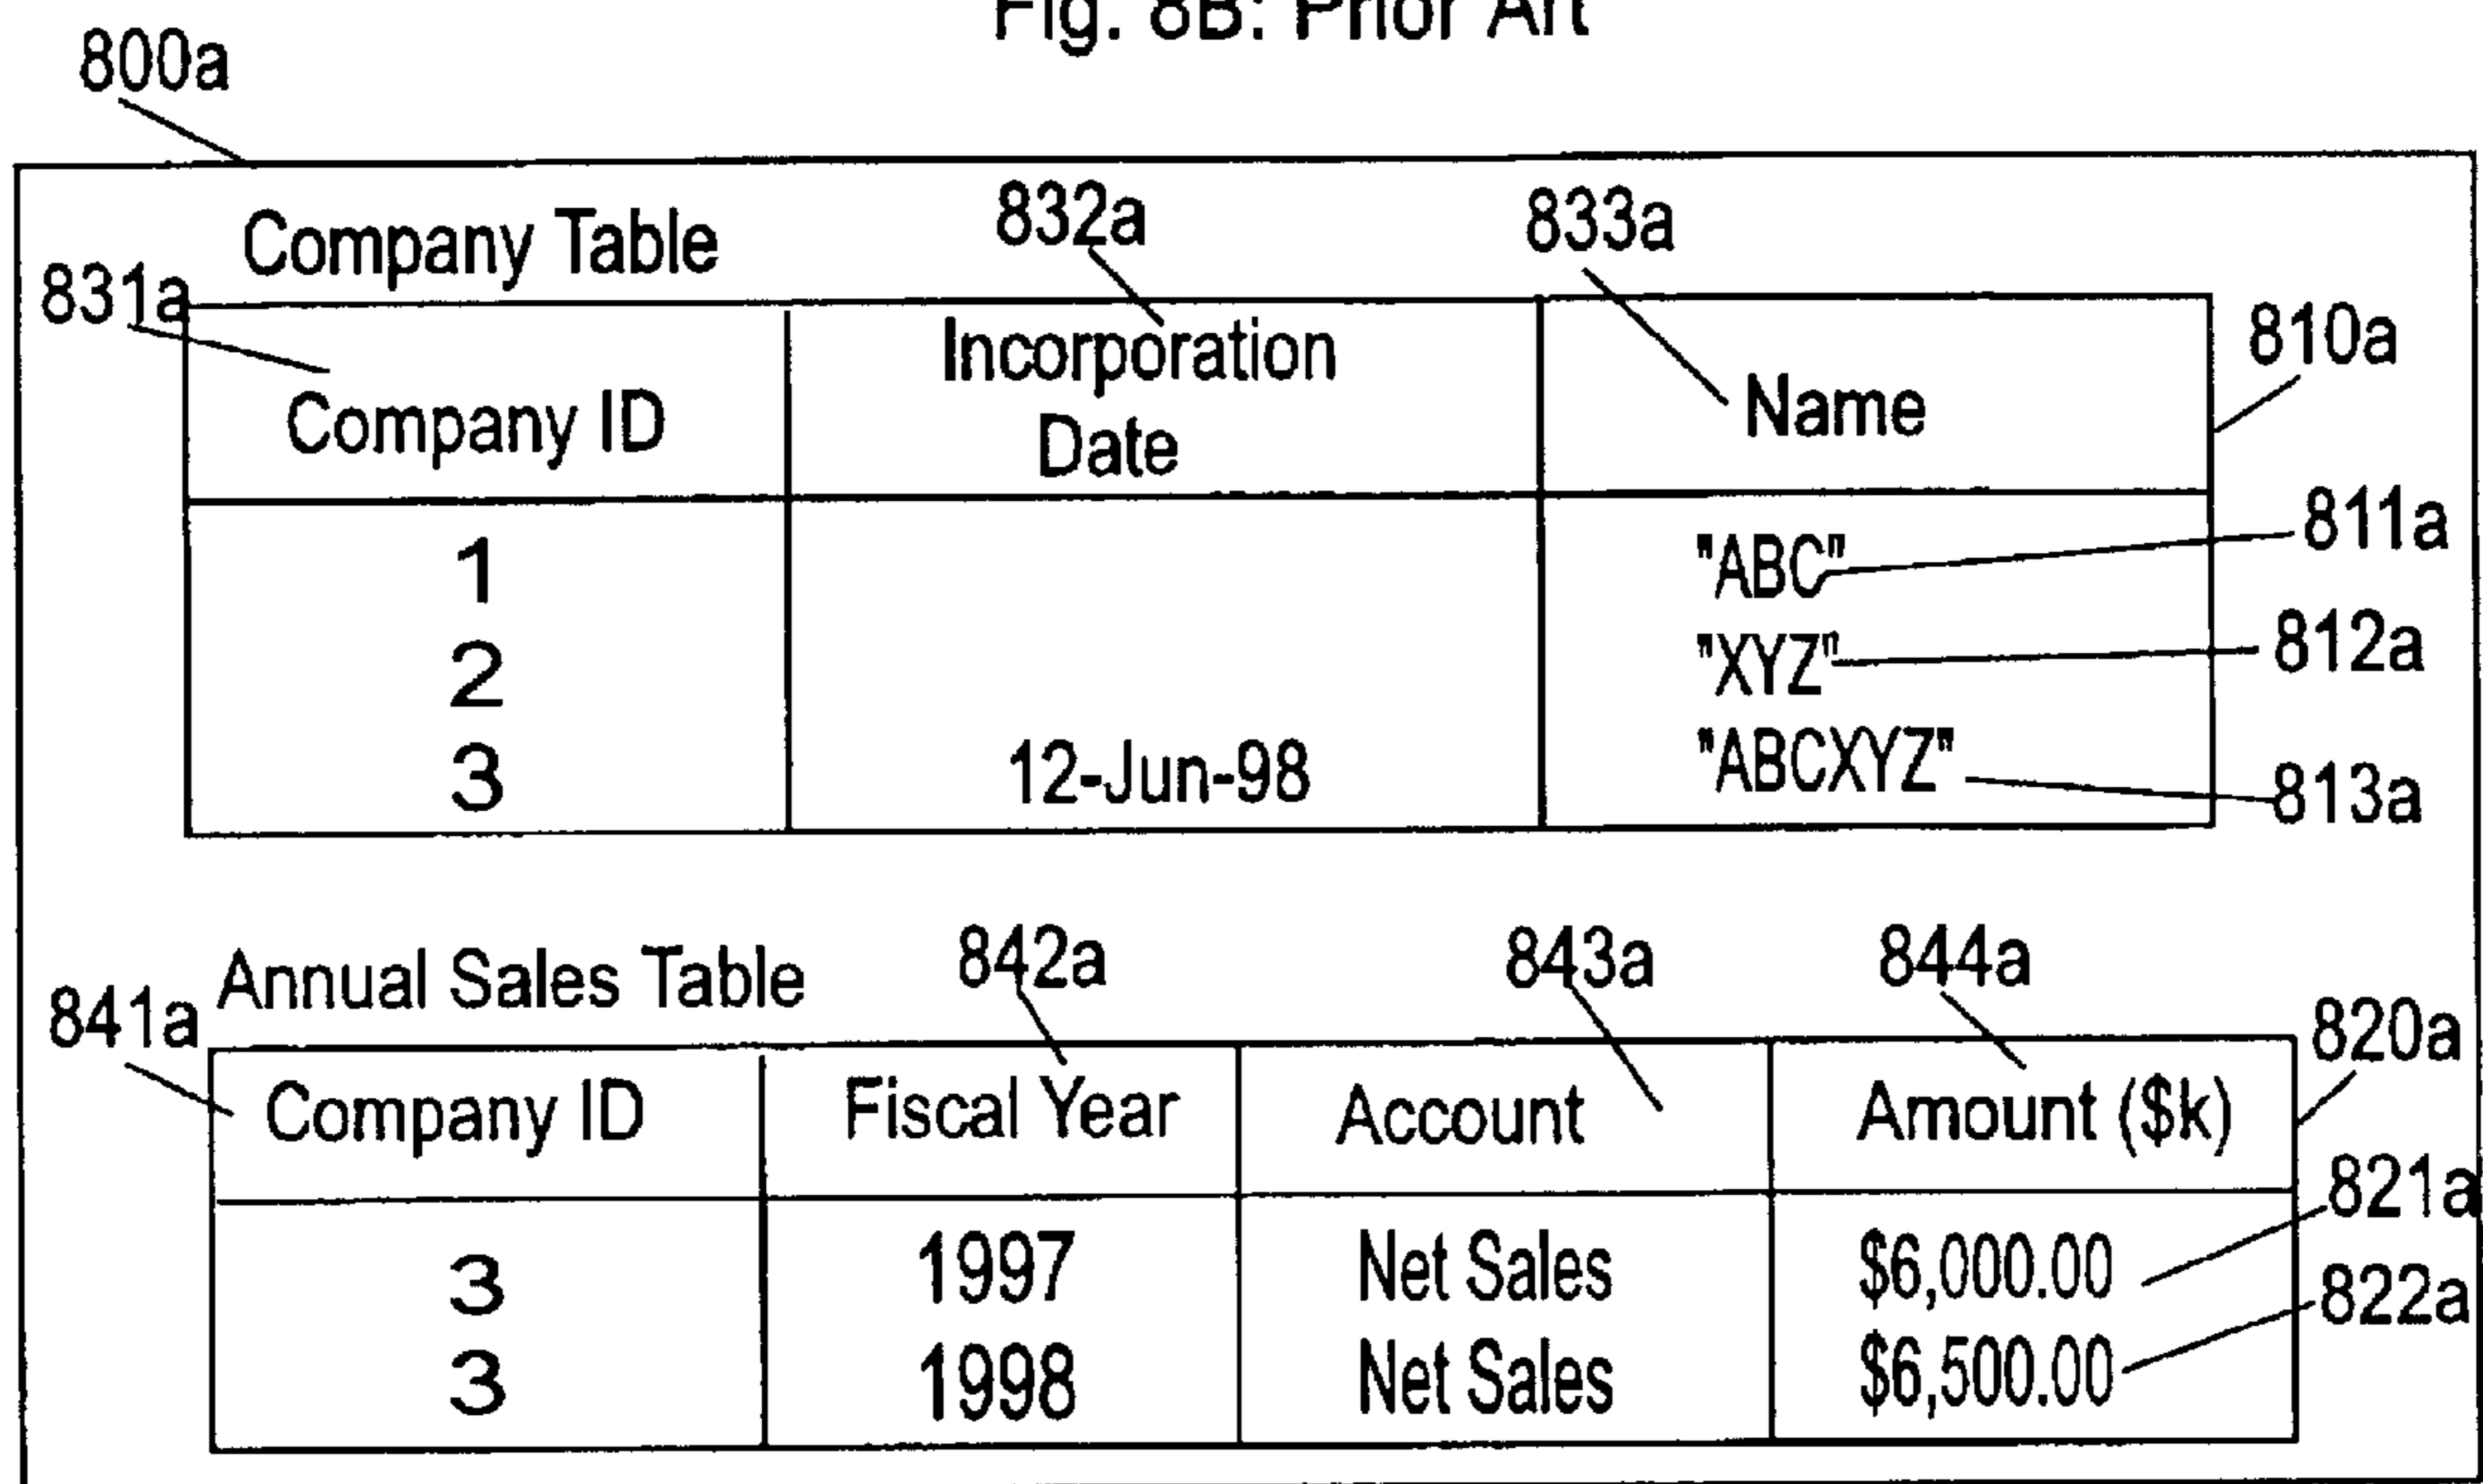 Fig. 8B: Prior Art
800a
Company Table 832a 833a
831a
Company ID Incorporation Date Name 810a
1 "ABC" 811a
2 "XYZ" 812a
3 12-Jun-98 "ABCXYZ" 813a
Annual Sales Table 842a 843a 844a
841a
820a
Company ID Fiscal Year Account Amount ($k)
821a
3 1997 Net Sales $6,000.00
822a
3 1998 Net Sales $6,500.00